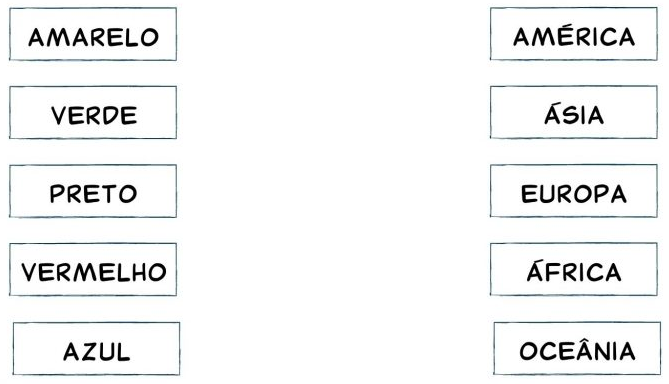 AMARELO
AMÉRICA
VERDE
ÁSIA
PRETO
EUROPA
VERMELHO
ÁFRICA
AZUL
OCEÂNIA